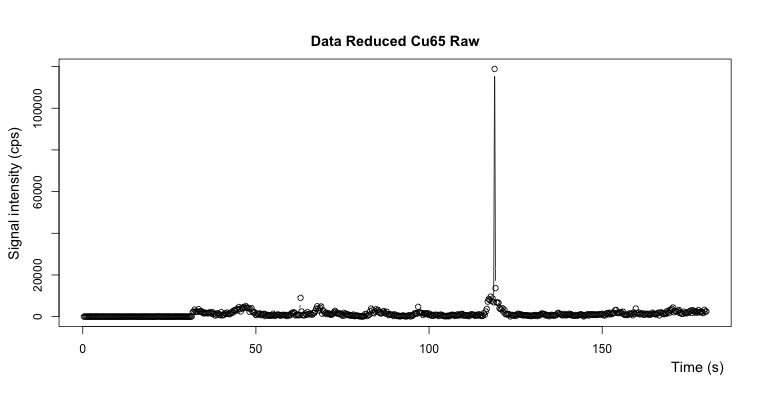 Data Reduced Cu65 Raw
Signal intensity (cps)
100000
60000
20000
0
0 50 100 150
Time (s)